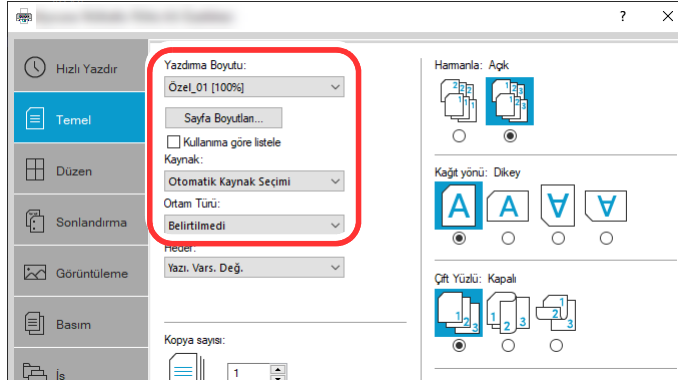 ?
Hızlı Yazdır
Temel
Düzen
Sonlandırma
Görüntüleme
Basım
İş
Yazdırma Boyutu:
Özel_01 [100%]
Sayfa Boyutları...
Kullanıma göre listele
Kaynak:
Otomatik Kaynak Seçimi
Ortam Türü:
Belirtilmedi
Hedef:
Yazı. Vars. Değ.
Kopya sayısı:
1
Harmanla: Açık
Kağıt yönü: Dikey
Çift Yüzlü: Kapalı